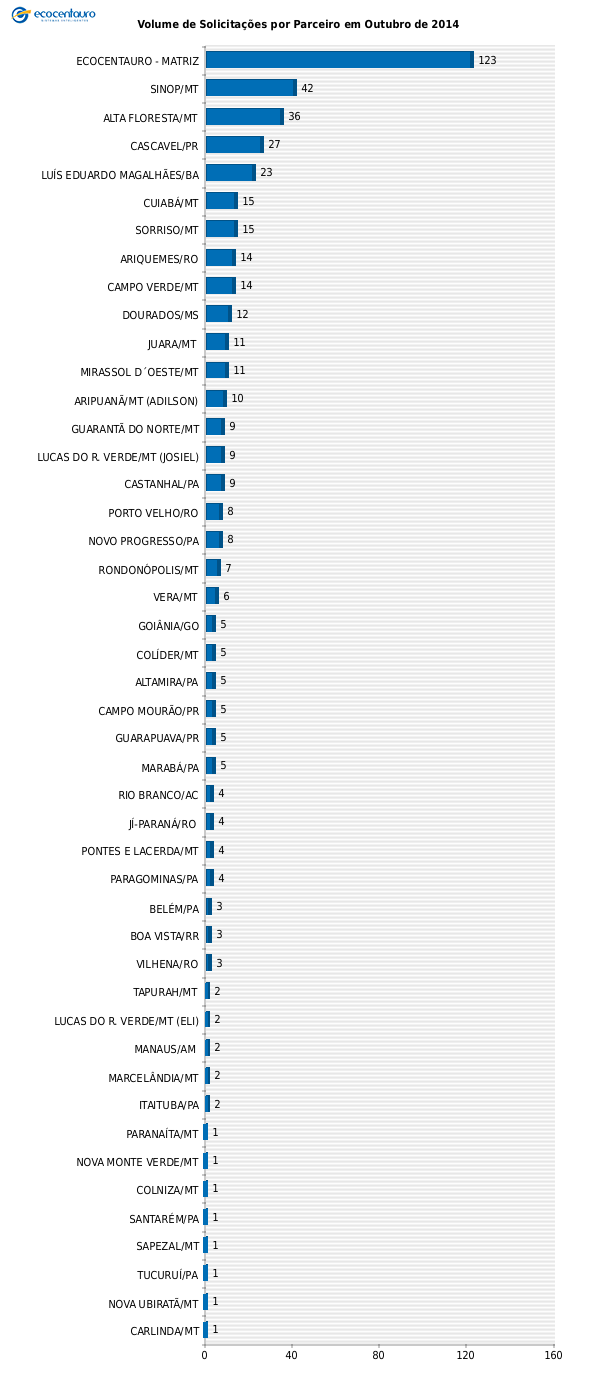 ecocentauro
Volume de Solicitações por Parceiro em Outubro de 2014
ECOCENTAURO - MATRIZ 123
SINOP/MT 42
ALTA FLORESTA/MT 36
CASCAVEL/PR 27
LUÍS EDUARDO MAGALHÃES/BA 23
CUIABÁ/MT 15
SORRISO/MT 15
ARIQUEMES/RO 14
CAMPO VERDE/MT 14
DOURADOS/MS 12
JUARA/MT 11
MIRASSOL D´OESTE/MT 11
ARIPUANÃ/MT (ADILSON) 10
GUARANTÃ DO NORTE/MT 9
LUCAS DO R. VERDE/MT (JOSIEL) 9
CASTANHAL/PA 9
PORTO VELHO/RO 8
NOVO PROGRESSO/PA 8
RONDONÓPOLIS/MT 7
VERA/MT 6
GOIÂNIA/GO 5
COLÍDER/MT 5
ALTAMIRA/PA 5
CAMPO MOURÃO/PR 5
GUARAPUAVA/PR 5
MARABÁ/PA 5
RIO BRANCO/AC 4
JÍ-PARANÁ/RO 4
PONTES E LACERDA/MT 4
PARAGOMINAS/PA 4
BELÉM/PA 3
BOA VISTA/RR 3
VILHENA/RO 3
TAPURAH/MT 2
LUCAS DO R. VERDE/MT (ELI) 2
MANAUS/AM 2
MARCELÂNDIA/MT 2
ITAITUBA/PA 2
PARANAÍTA/MT 1
NOVA MONTE VERDE/MT 1
COLNIZA/MT 1
SANTARÉM/PA 1
SAPEZAL/MT 1
TUCURUÍ/PA 1
NOVA UBIRATÃ/MT 1
CARLINDA/MT 1
0 40 80 120 160